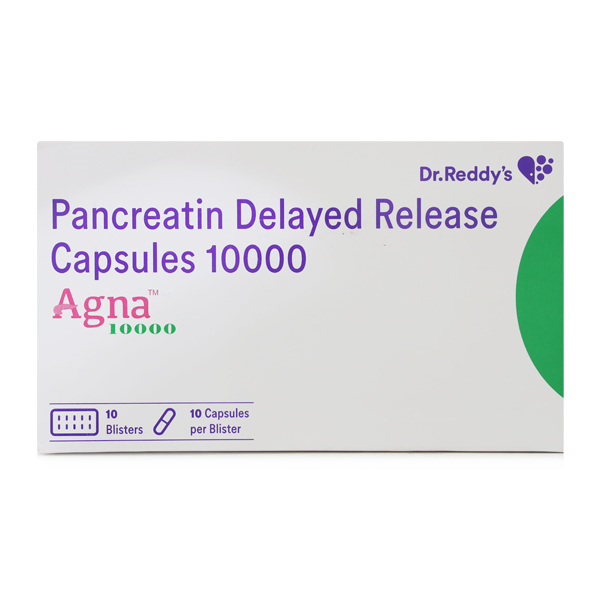 Dr.Reddy's
Pancreatin Delayed Release
Capsules 10000
Agna™
10000
10
Blisters
10 Capsules
per Blister